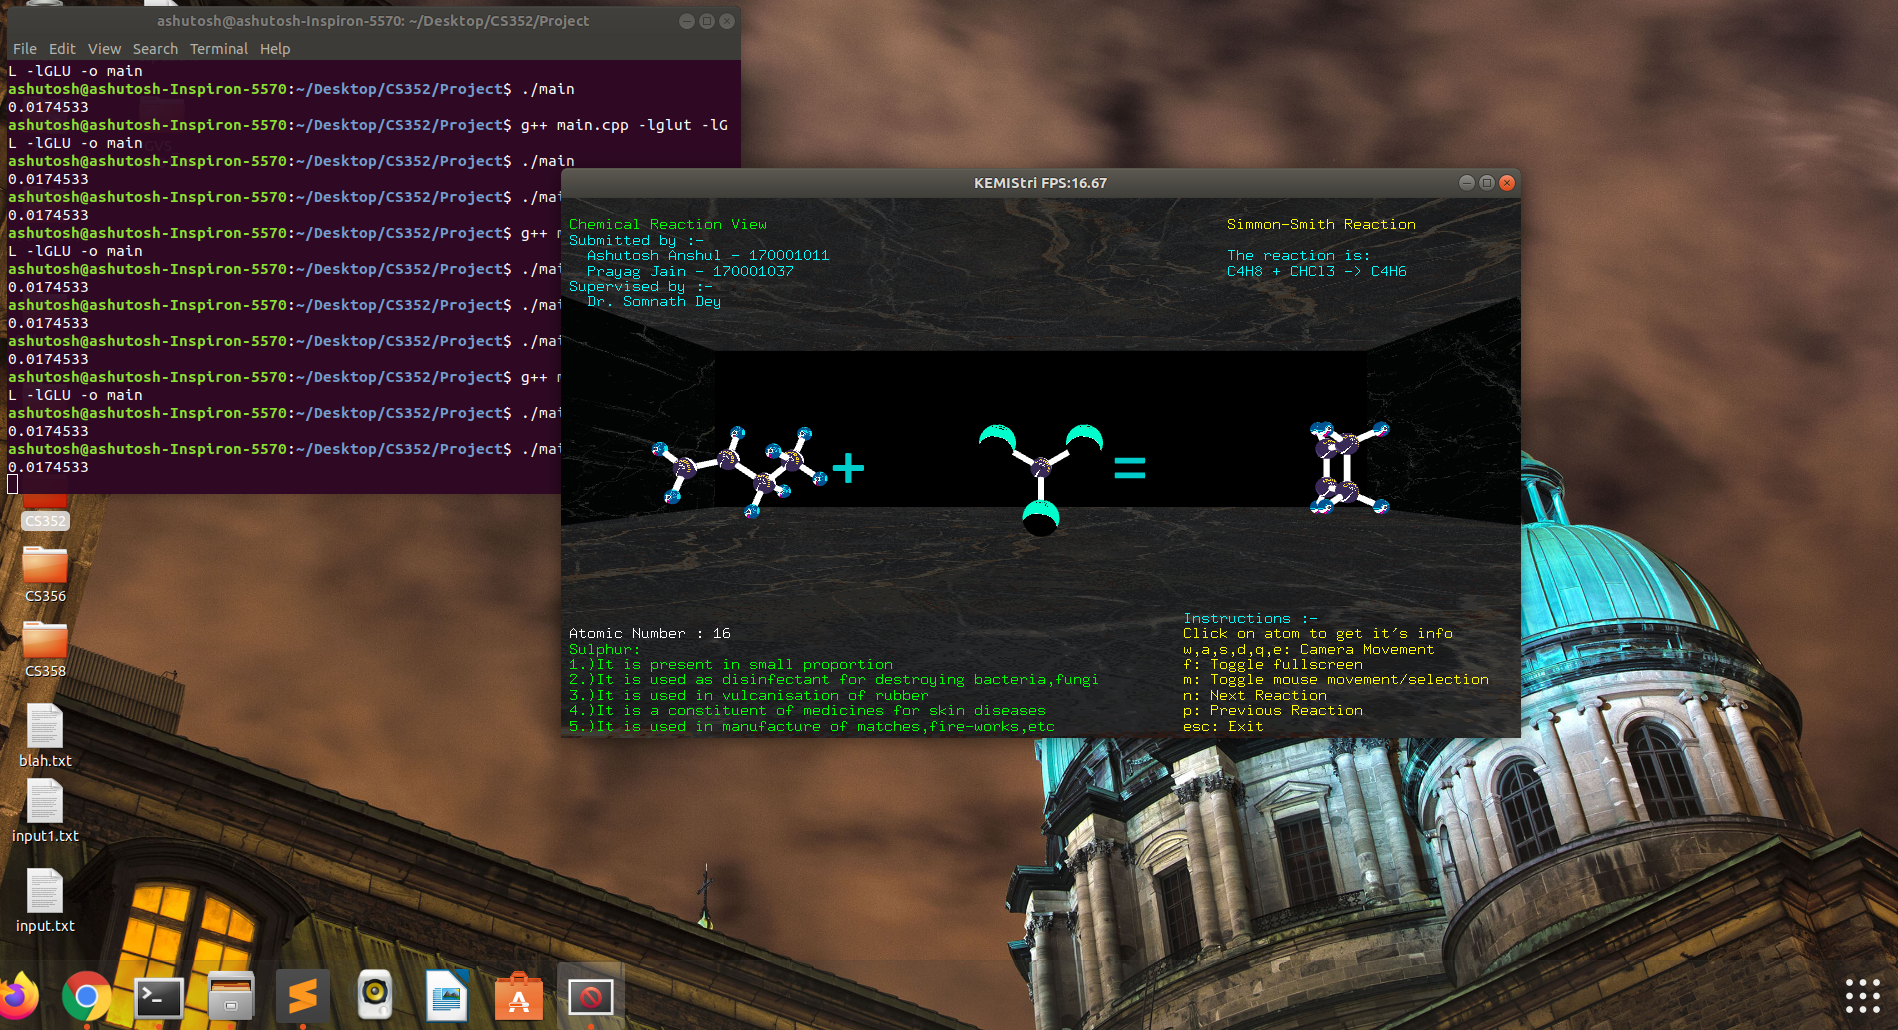 ashutosh@ashutosh-Inspiron-5570: ~/Desktop/CS352/Project
File Edit View Search Terminal Help
L -lGLU -o main
ashutosh@ashutosh-Inspiron-5570:~/Desktop/CS352/Project$ ./main
0.0174533
ashutosh@ashutosh-Inspiron-5570:~/Desktop/CS352/Project$ g++ main.cpp -lglut -lG
L -lGLU -o main
ashutosh@ashutosh-Inspiron-5570:~/Desktop/CS352/Project$ ./main
0.0174533
ashutosh@ashutosh-Inspiron-5570:~/Desktop/CS352/Project$ ./mai
0.0174533
ashutosh@ashutosh-Inspiron-5570:~/Desktop/CS352/Project$ g++ m
L -lGLU -o main
ashutosh@ashutosh-Inspiron-5570:~/Desktop/CS352/Project$ ./mai
0.0174533
ashutosh@ashutosh-Inspiron-5570:~/Desktop/CS352/Project$ ./mai
0.0174533
ashutosh@ashutosh-Inspiron-5570:~/Desktop/CS352/Project$ ./mai
0.0174533
ashutosh@ashutosh-Inspiron-5570:~/Desktop/CS352/Project$ g++ m
L -lGLU -o main
ashutosh@ashutosh-Inspiron-5570:~/Desktop/CS352/Project$ ./mai
0.0174533
ashutosh@ashutosh-Inspiron-5570:~/Desktop/CS352/Project$ ./mai
0.0174533
KEMIStri FPS:16.67
Chemical Reaction View
Submitted by :-
Ashutosh Anshul - 170001011
Prayag Jain - 170001037
Supervised by :-
Dr. Somnath Dey
Simmon-Smith Reaction
The reaction is:
C4H8 + CHCl3 -> C4H6
+
=
Atomic Number : 16
Sulphur:
1.)It is present in small proportion
2.)It is used as disinfectant for destroying bacteria,fungi
3.)It is used in vulcanisation of rubber
4.)It is a constituent of medicines for skin diseases
5.)It is used in manufacture of matches,fire-works,etc
Instructions :-
Click on atom to get it's info
w,a,s,d,q,e: Camera Movement
f: Toggle fullscreen
m: Toggle mouse movement/selection
n: Next Reaction
p: Previous Reaction
esc: Exit
CS352
CS356
CS358
blah.txt
input1.txt
input.txt